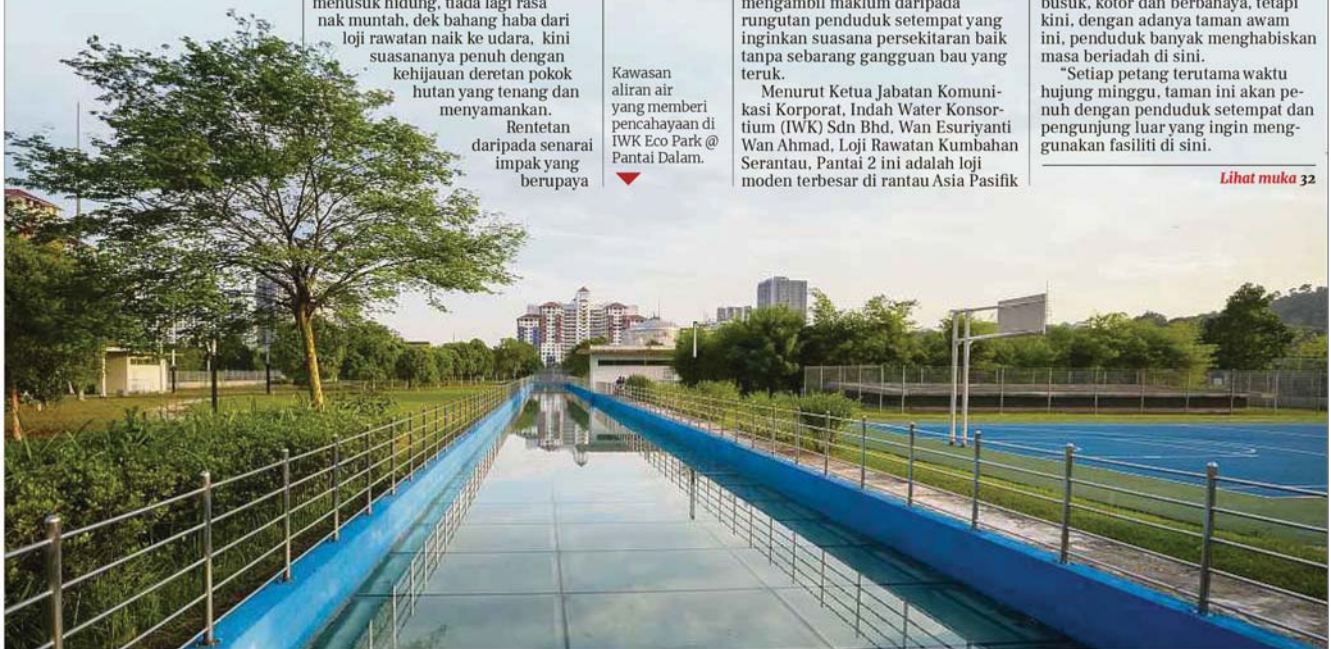 menusuk hidung, tiada lagi rasa
nak muntah, dek bahang haba dari
loji rawatan naik ke udara, kini
suasananya penuh dengan
kehijauan deretan pokok
hutan yang tenang dan
menyamankan.
Rentetan
daripada senarai
impak yang
berupaya
Kawasan
aliran air
yang memberi
pencahayaan di
IWK Eco Park @
Pantai Dalam.
mengambil maklum daripada
rungutan penduduk setempat yang
inginkan suasana persekitaran baik
tanpa sebarang gangguan bau yang
teruk.
Menurut Ketua Jabatan Komuni-
kasi Korporat, Indah Water Konsor-
tium (IWK) Sdn Bhd, Wan Esuriyanti
Wan Ahmad, Loji Rawatan Kumbahan
Serantau, Pantai 2 ini adalah loji
moden terbesar di rantau Asia Pasifik
busuk, kotor dan berbahaya, tetapi
kini, dengan adanya taman awam
ini, penduduk banyak menghabiskan
masa beriadah di sini.
“Setiap petang terutama waktu
hujung minggu, taman ini akan pe-
nuh dengan penduduk setempat dan
pengunjung luar yang ingin meng-
gunakan fasiliti di sini.
Lihat muka 32